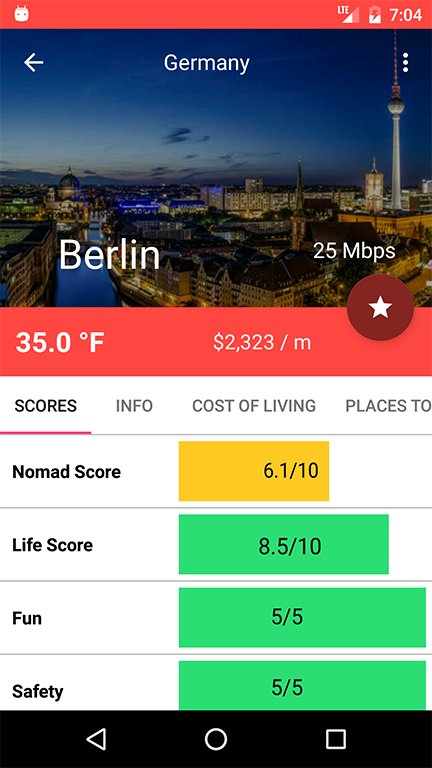 LTE 7:04
Germany
Berlin
25 Mbps
35.0 °F
$2,323 / m
SCORES INFO COST OF LIVING PLACES TO
Nomad Score 6.1/10
Life Score 8.5/10
Fun 5/5
Safety 5/5